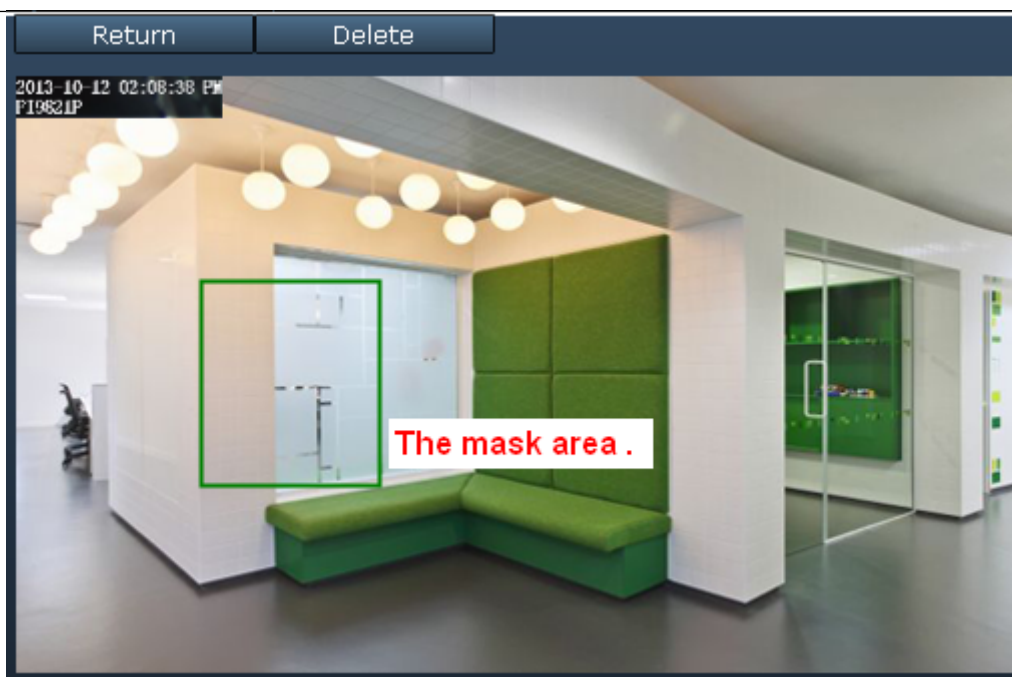 Return
Delete
2013-10-12 02:08:38 PM
FI9821P
The mask area .